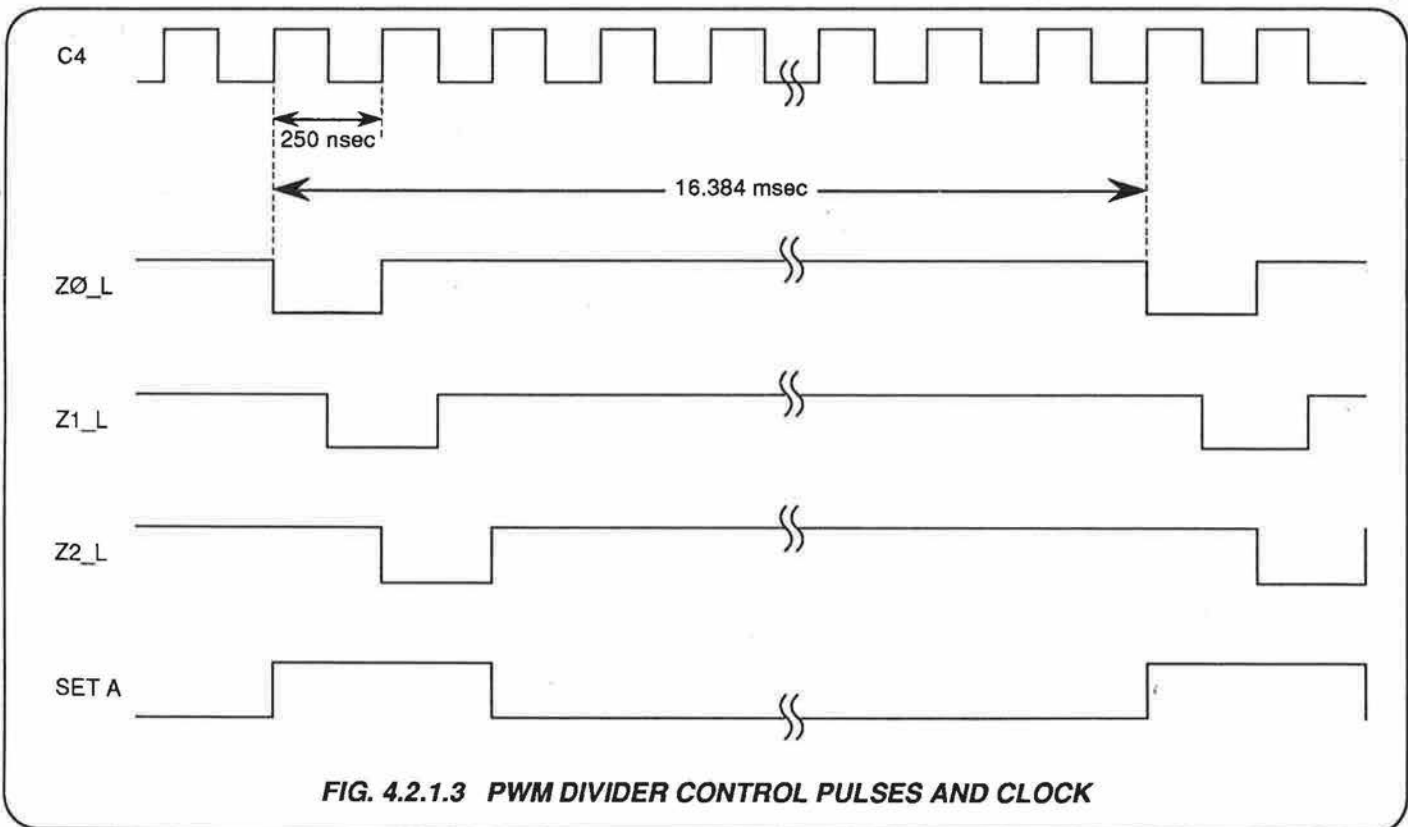 C4
250 nsec
16.384 msec
ZØ_L
Z1_L
Z2_L
SET A
FIG. 4.2.1.3 PWM DIVIDER CONTROL PULSES AND CLOCK